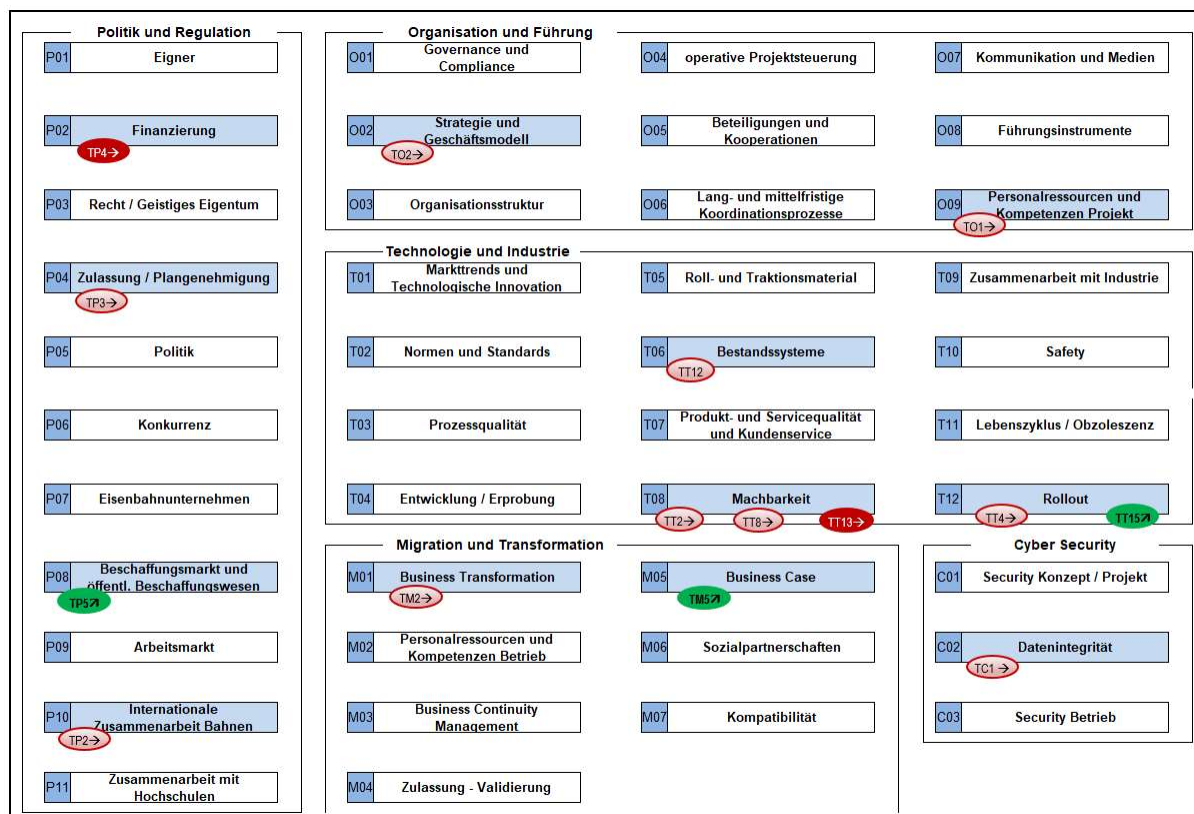 Politik und Regulation
P01 Eigner
P02 Finanzierung
TP4→
P03 Recht / Geistiges Eigentum
P04 Zulassung / Plangenehmigung
TP3→
P05 Politik
P06 Konkurrenz
P07 Eisenbahnunternehmen
P08 Beschaffungsmarkt und
öffentl. Beschaffungswesen
TP5↗
P09 Arbeitsmarkt
P10 Internationale
Zusammenarbeit Bahnen
TP2→
P11 Zusammenarbeit mit
Hochschulen
Organisation und Führung
O01 Governance und
Compliance
O02 Strategie und
Geschäftsmodell
TO2→
O03 Organisationsstruktur
O04 operative Projektsteuerung
O05 Beteiligungen und
Kooperationen
O06 Lang- und mittelfristige
Koordinationsprozesse
O07 Kommunikation und Medien
O08 Führungsinstrumente
O09 Personalressourcen und
Kompetenzen Projekt
TO1→
Technologie und Industrie
T01 Markttrends und
Technologische Innovation
T02 Normen und Standards
T03 Prozessqualität
T04 Entwicklung / Erprobung
T05 Roll- und Traktionsmaterial
T06 Bestandssysteme
TT12
T07 Produkt- und Servicequalität
und Kundenservice
T08 Machbarkeit
TT2→ TT8→ TT13→
T09 Zusammenarbeit mit Industrie
T10 Safety
T11 Lebenszyklus / Obzoleszenz
T12 Rollout
TT4→ TT15↗
Migration und Transformation
M01 Business Transformation
TM2→
M02 Personalressourcen und
Kompetenzen Betrieb
M03 Business Continuity
Management
M04 Zulassung - Validierung
M05 Business Case
TM5↗
M06 Sozialpartnerschaften
M07 Kompatibilität
Cyber Security
C01 Security Konzept / Projekt
C02 Datenintegrität
TC1→
C03 Security Betrieb